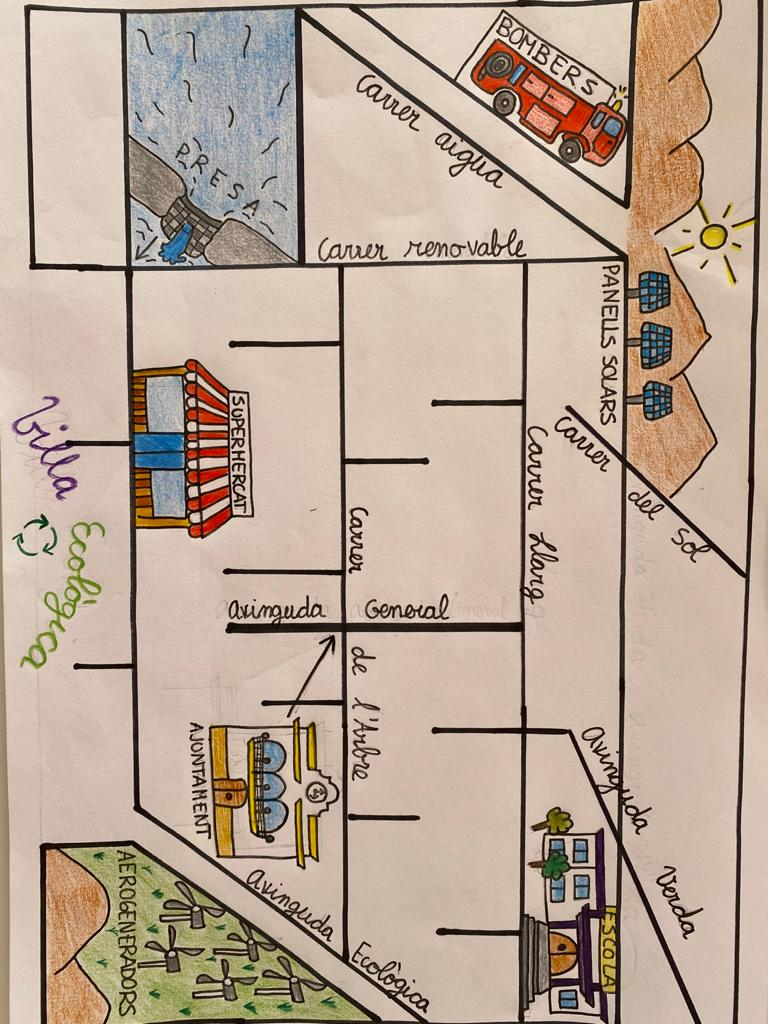 BOMBERS
Carrer aigua
PRESA
Carrer renovable
PANELLS SOLARS
Carrer del Sol
SUPERMERCAT
Carrer Llarg
Villa
Ecològica
Carrer de l'Arbre
Avinguda General
AJUNTAMENT
Avinguda Verda
ESCOLA
Avinguda Ecològica
AEROGENERADORS